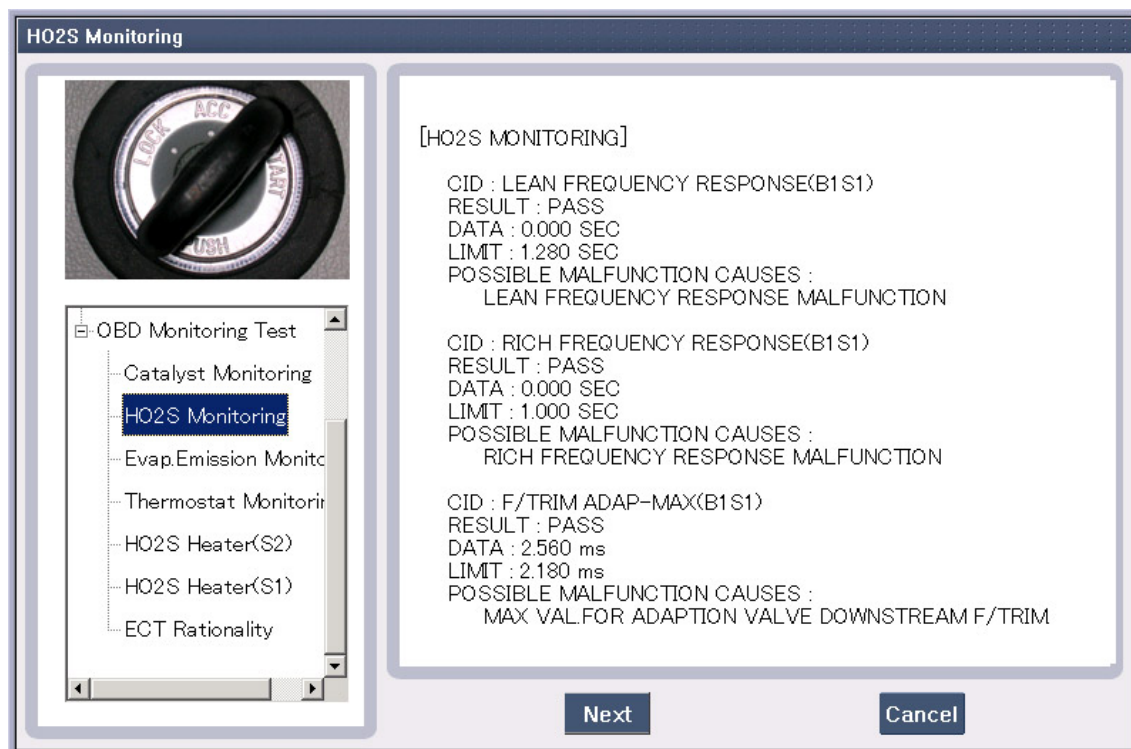 HO2S Monitoring
LOCK
ACC
START
PUSH
OBD Monitoring Test
Catalyst Monitoring
HO2S Monitoring
Evap.Emission Monito
Thermostat Monitorin
HO2S Heater(S2)
HO2S Heater(S1)
ECT Rationality
[HO2S MONITORING]
CID : LEAN FREQUENCY RESPONSE(B1S1)
RESULT : PASS
DATA : 0.000 SEC
LIMIT : 1.280 SEC
POSSIBLE MALFUNCTION CAUSES :
LEAN FREQUENCY RESPONSE MALFUNCTION
CID : RICH FREQUENCY RESPONSE(B1S1)
RESULT : PASS
DATA : 0.000 SEC
LIMIT : 1.000 SEC
POSSIBLE MALFUNCTION CAUSES :
RICH FREQUENCY RESPONSE MALFUNCTION
CID : F/TRIM ADAP-MAX(B1S1)
RESULT : PASS
DATA : 2.560 ms
LIMIT : 2.180 ms
POSSIBLE MALFUNCTION CAUSES :
MAX VAL.FOR ADAPTION VALVE DOWNSTREAM F/TRIM
Next
Cancel